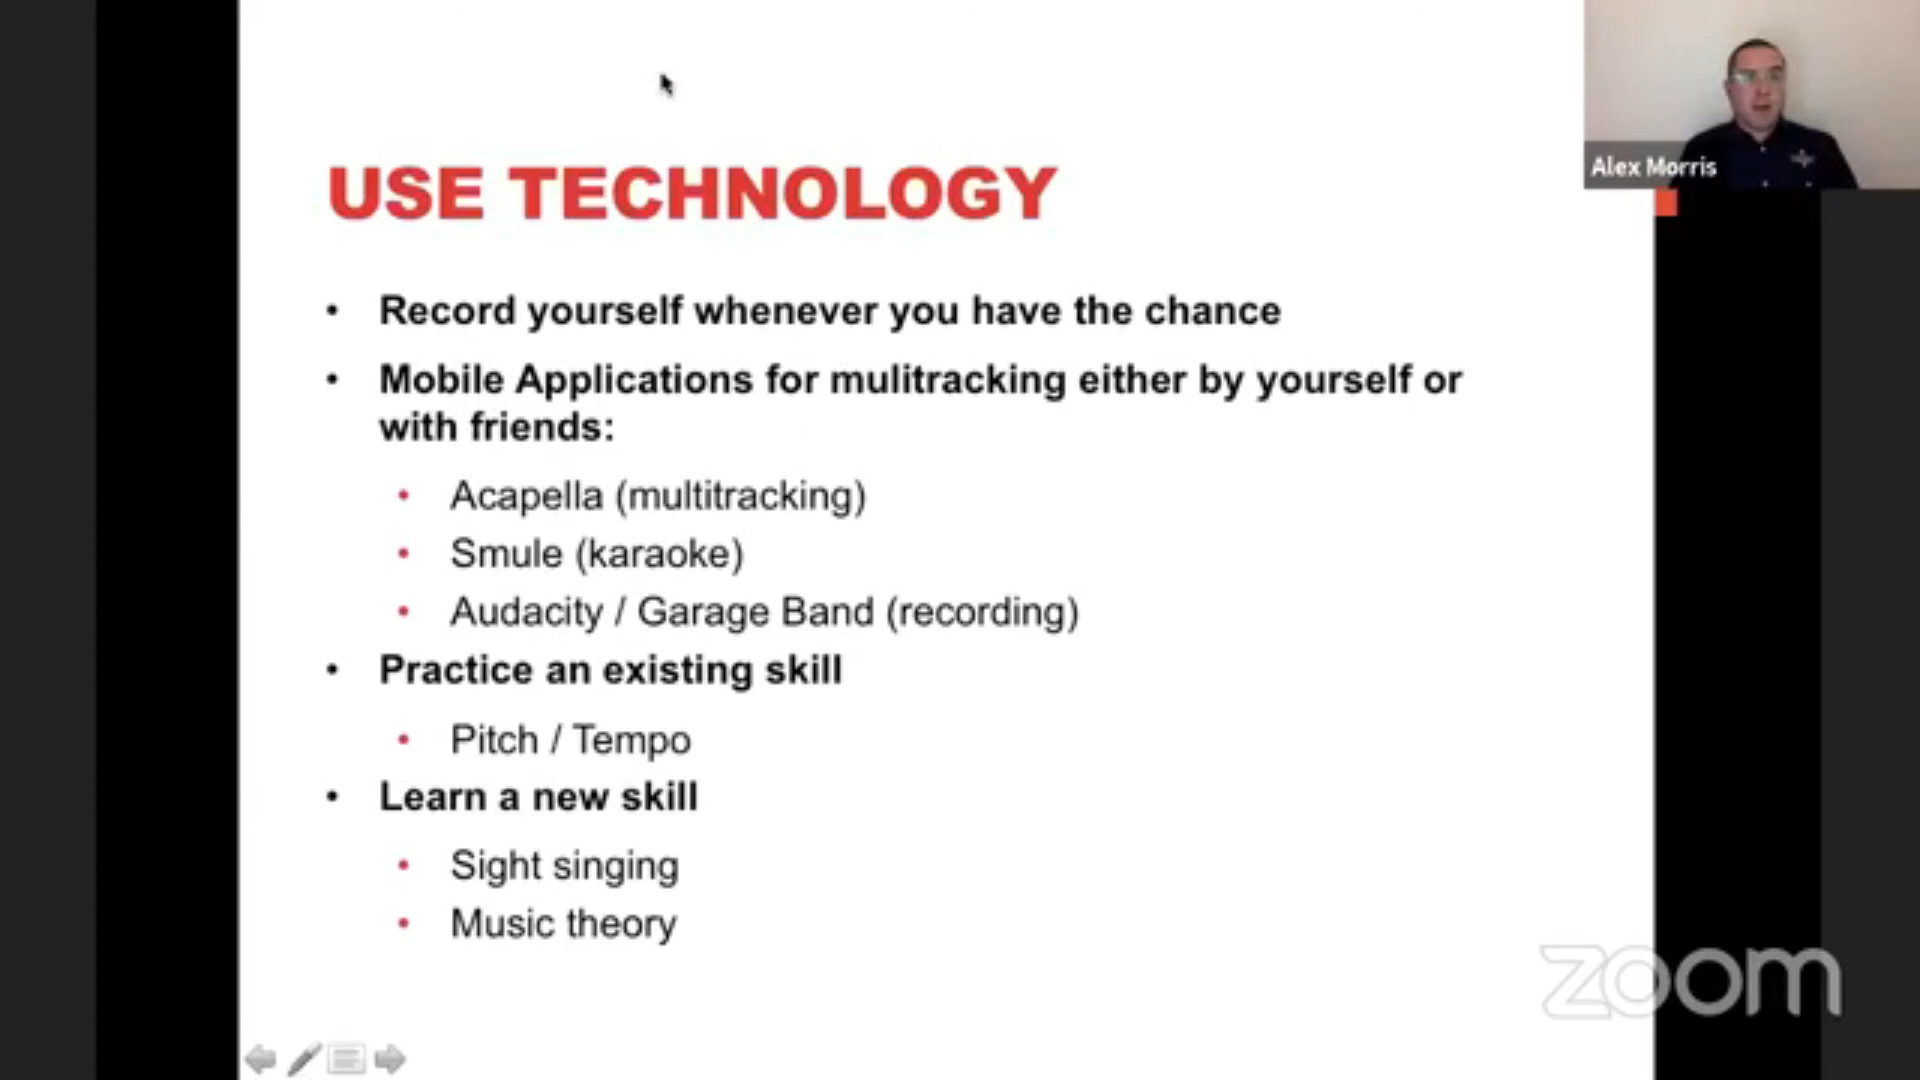 Alex Morris
USE TECHNOLOGY
• Record yourself whenever you have the chance
• Mobile Applications for mulitracking either by yourself or
with friends:
• Acapella (multitracking)
• Smule (karaoke)
• Audacity / Garage Band (recording)
• Practice an existing skill
• Pitch / Tempo
• Learn a new skill
• Sight singing
• Music theory
zoom